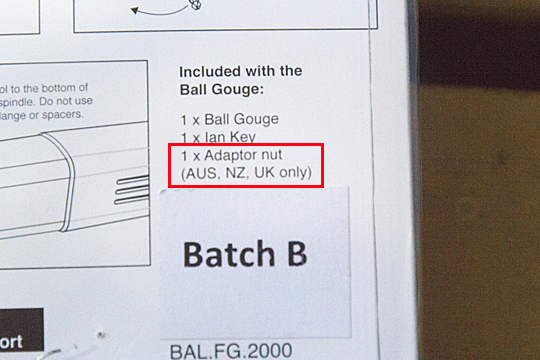 ol to the bottom of
spindle. Do not use
lange or spacers.
Included with the
Ball Gouge:
1 x Ball Gouge
1 x Ian Key
1 x Adaptor nut
(AUS, NZ, UK only)
Batch B
ort
BAL.FG.2000